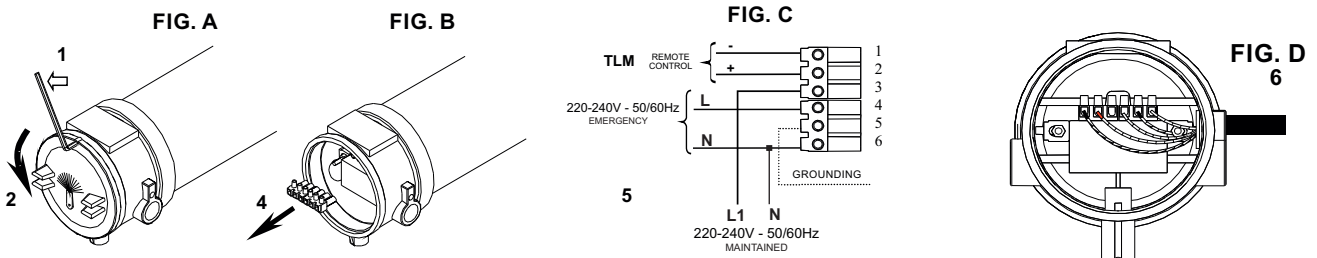 FIG. A
1
2
FIG. B
4
FIG. C
TLM
REMOTE
CONTROL
-
+
1
2
3
4
5
6
220-240V - 50/60Hz
EMERGENCY
L
N
GROUNDING
5
L1
N
220-240V - 50/60Hz
MAINTAINED
FIG. D
6